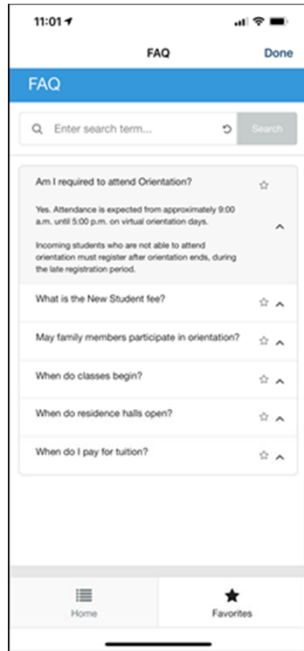 11:01
FAQ
Done
FAQ
Enter search term...
Search
Am I required to attend Orientation?
Yes. Attendance is expected from approximately 9:00
a.m. until 5:00 p.m. on virtual orientation days.
Incoming students who are not able to attend
orientation must register after orientation ends, during
the late registration period.
What is the New Student fee?
May family members participate in orientation?
When do classes begin?
When do residence halls open?
When do I pay for tuition?
Home
Favorites